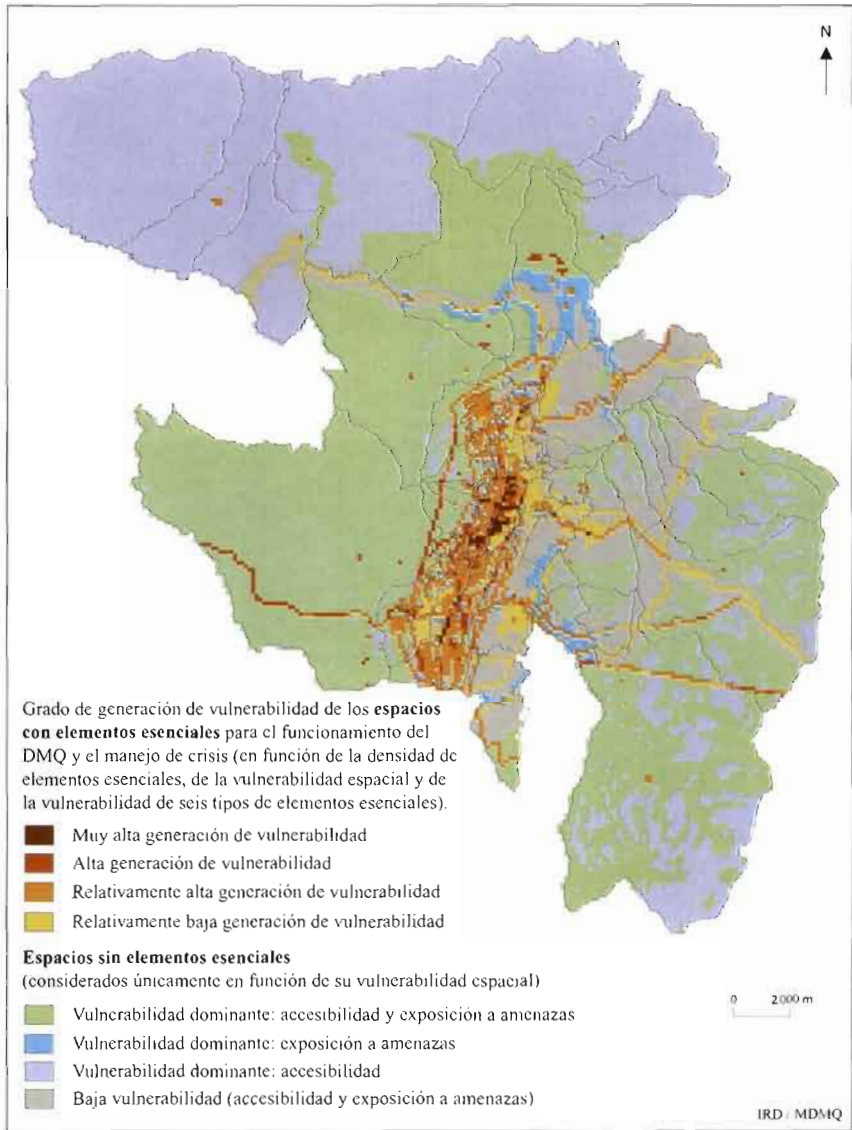 N
Grado de generación de vulnerabilidad de los espacios
con elementos esenciales para el funcionamiento del
DMQ y el manejo de crisis (en función de la densidad de
elementos esenciales, de la vulnerabilidad espacial y de
la vulnerabilidad de seis tipos de elementos esenciales).
Muy alta generación de vulnerabilidad
Alta generación de vulnerabilidad
Relativamente alta generación de vulnerabilidad
Relativamente baja generación de vulnerabilidad
Espacios sin elementos esenciales
(considerados únicamente en función de su vulnerabilidad espacial)
Vulnerabilidad dominante: accesibilidad y exposición a amenazas
Vulnerabilidad dominante: exposición a amenazas
Vulnerabilidad dominante: accesibilidad
Baja vulnerabilidad (accesibilidad y exposición a amenazas)
0 2.000 m
IRD / MDMQ